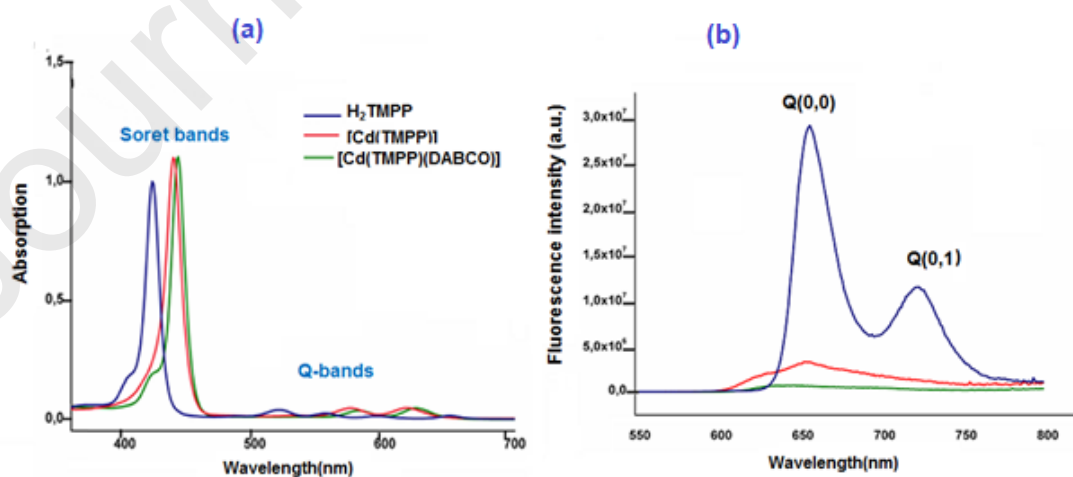 (a)
(b)
1,5
1,0
0,5
0,0
Absorption
Soret bands
Q-bands
H₂TMPP
[Cd(TMPP)]
[Cd(TMPP)(DABCO)]
400
500
600
700
Wavelength(nm)
Fluorescence intensity (a.u.)
3,0x10⁷
2,5x10⁷
2,0x10⁷
1,5x10⁷
1,0x10⁷
5,0x10⁶
0,0
Q(0,0)
Q(0,1)
550
600
650
700
750
800
Wavelength(nm)